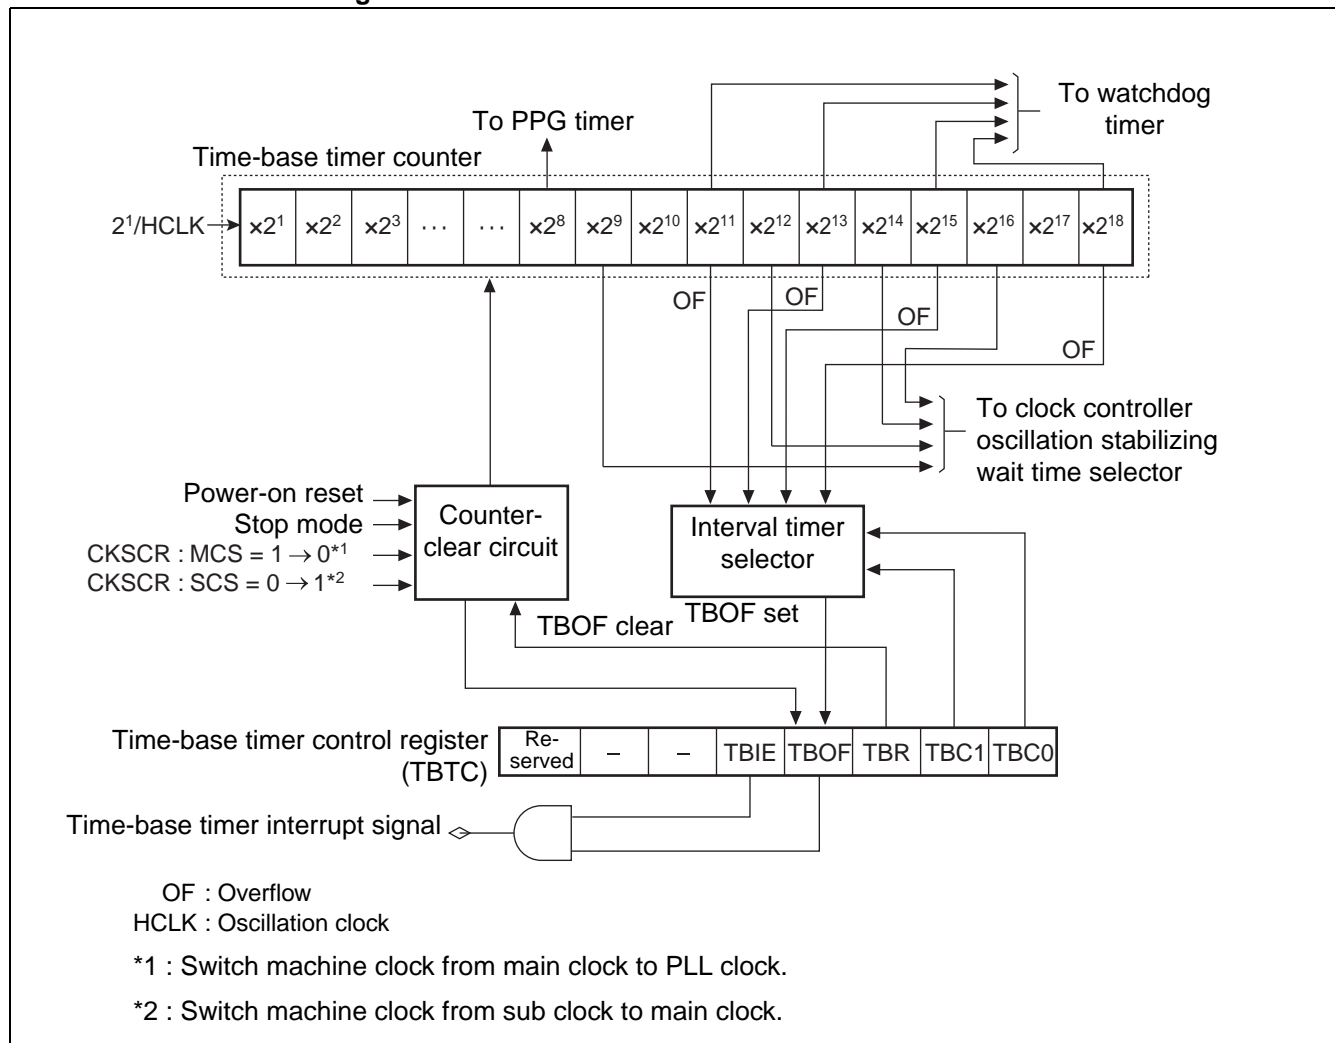 To watchdog
timer
To PPG timer
Time-base timer counter
2¹/HCLK ×2¹ ×2² ×2³ ... ... ×2⁸ ×2⁹ ×2¹⁰ ×2¹¹ ×2¹² ×2¹³ ×2¹⁴ ×2¹⁵ ×2¹⁶ ×2¹⁷ ×2¹⁸
OF OF OF OF
To clock controller
oscillation stabilizing
wait time selector
Power-on reset
Stop mode
CKSCR : MCS = 1 → 0*1
CKSCR : SCS = 0 → 1*2
Counter-
clear circuit
Interval timer
selector
TBOF clear
TBOF set
Time-base timer control register
(TBTC)
Re-
served – – TBIE TBOF TBR TBC1 TBC0
Time-base timer interrupt signal
OF : Overflow
HCLK : Oscillation clock
*1 : Switch machine clock from main clock to PLL clock.
*2 : Switch machine clock from sub clock to main clock.